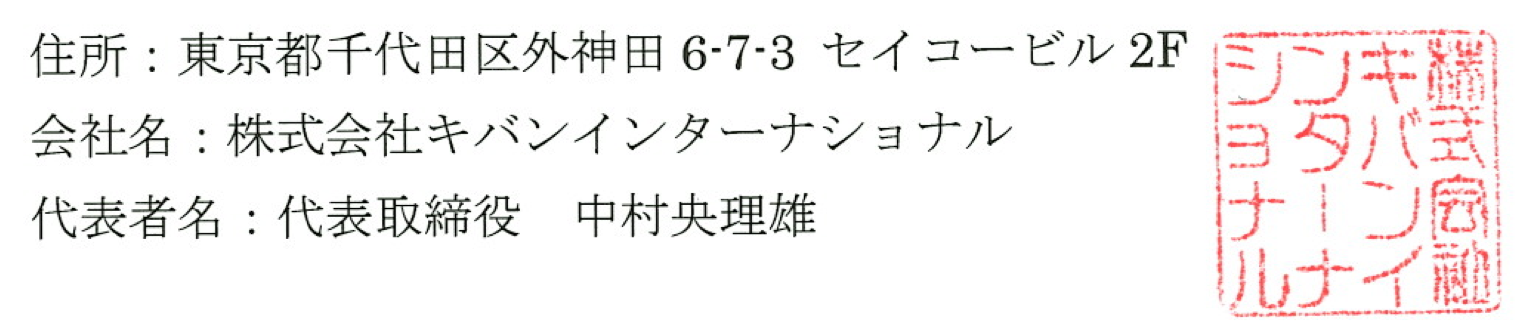 住所：東京都千代田区外神田 6-7-3 セイコービル 2F
会社名：株式会社キバンインターナショナル
代表者名：代表取締役　中村央理雄
株式会社
キバンイ
ンターナ
ショナル